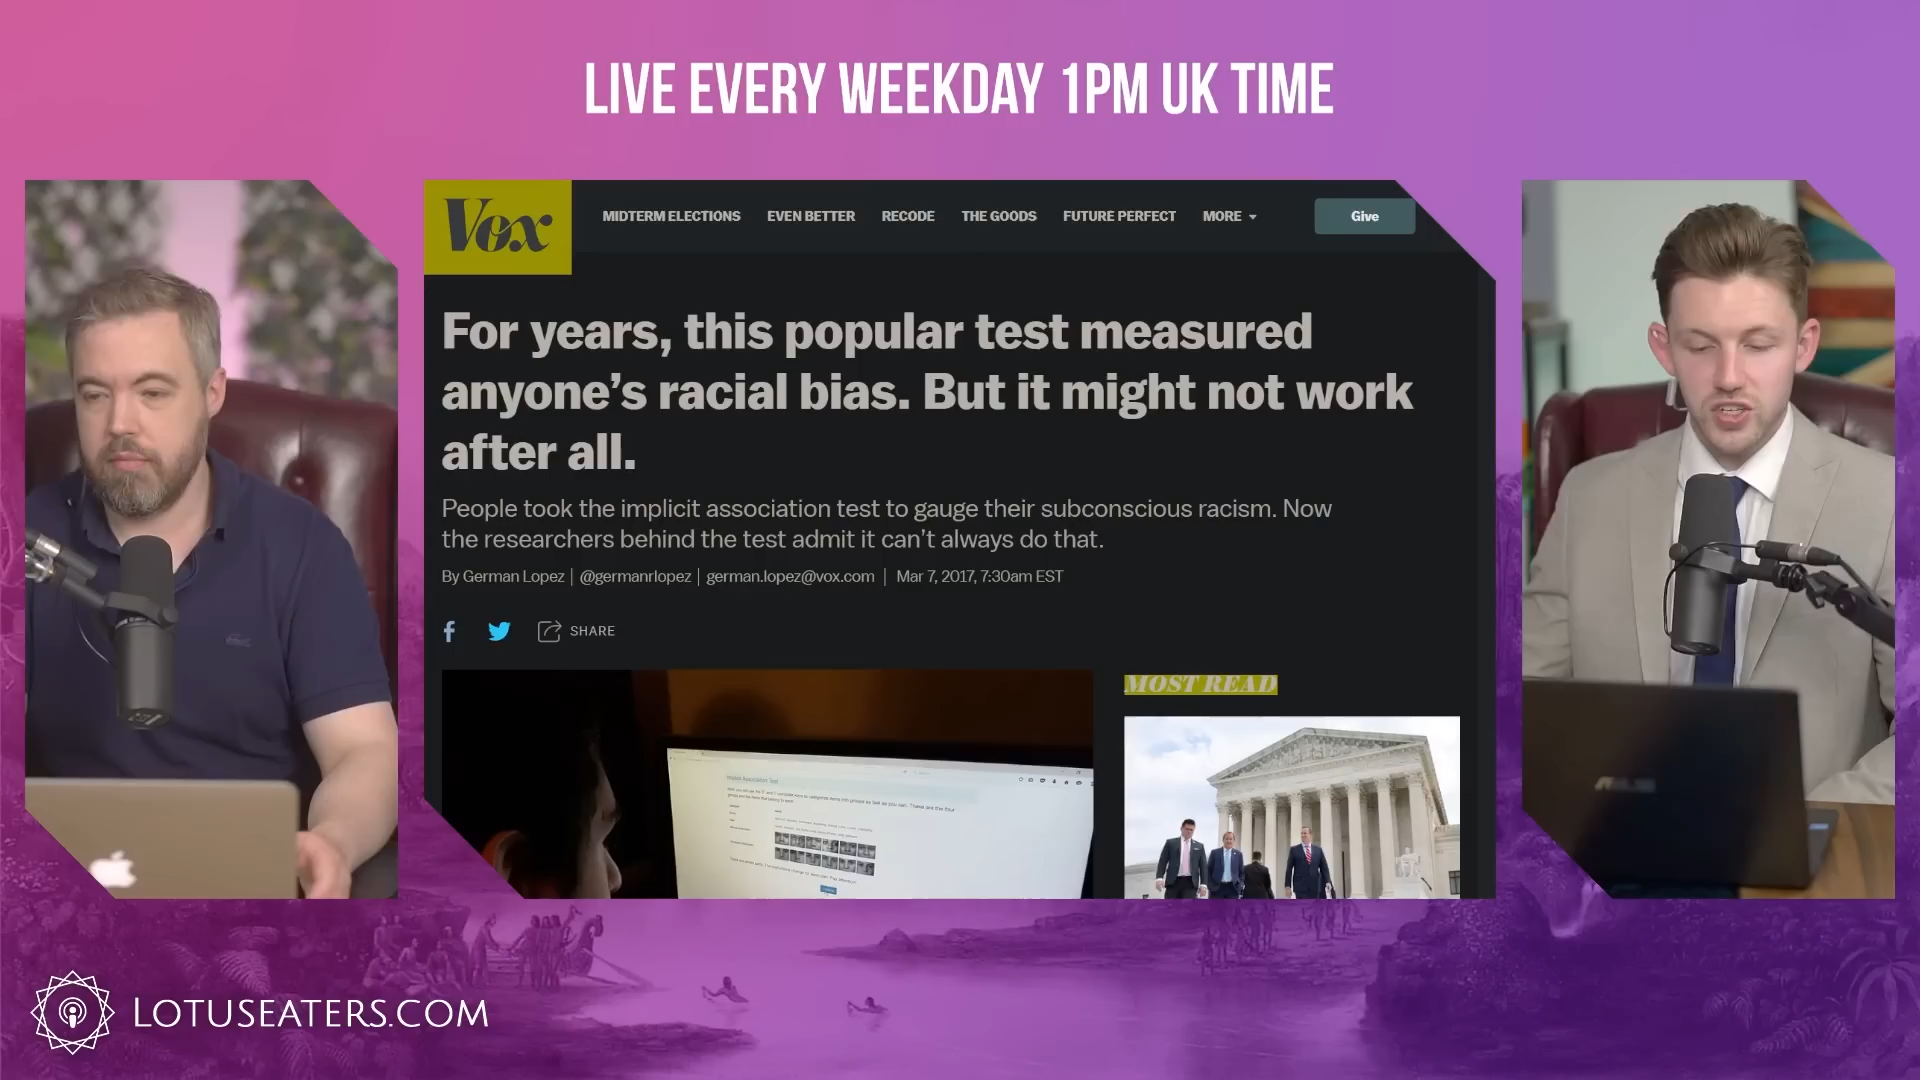 LIVE EVERY WEEKDAY 1PM UK TIME
Vox
MIDTERM ELECTIONS EVEN BETTER RECODE THE GOODS FUTURE PERFECT MORE Give
For years, this popular test measured
anyone's racial bias. But it might not work
after all.
People took the implicit association test to gauge their subconscious racism. Now
the researchers behind the test admit it can't always do that.
By German Lopez | @germanrlopez | german.lopez@vox.com | Mar 7, 2017, 7:30am EST
SHARE
MOST READ
LOTUSEATERS.COM